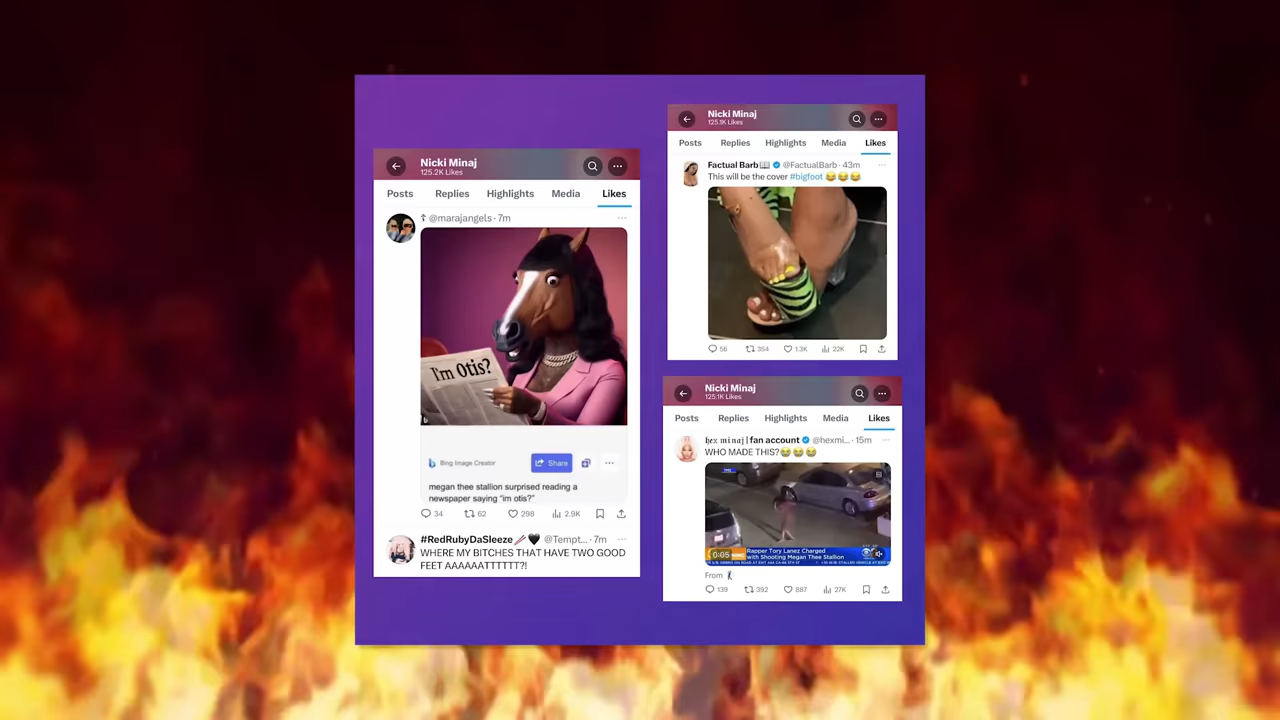 Nicki Minaj
125.2K Likes
Posts Replies Highlights Media Likes
@marajangels · 7m
I'm Otis?
Bing Image Creator
Share
megan thee stallion surprised reading a
newspaper saying "im otis?"
34 62 298 2.9K
#RedRubyDaSleeze🥢🖤 @Tempt... · 7m
WHERE MY BITCHES THAT HAVE TWO GOOD
FEET AAAAAATTTTTT?!
Nicki Minaj
125.1K Likes
Posts Replies Highlights Media Likes
Factual Barb📖 @FactualBarb · 43m
This will be the cover #bigfoot 😂😂😂
56 354 1.3K 22K
Nicki Minaj
125.1K Likes
Posts Replies Highlights Media Likes
𝔥𝔢𝔵 𝔪𝔦𝔫𝔞𝔧 | fan account @hexmi... · 15m
WHO MADE THIS?😂😂😂
0:05
Rapper Tory Lanez Charged
with Shooting Megan Thee Stallion
From
139 392 887 27K